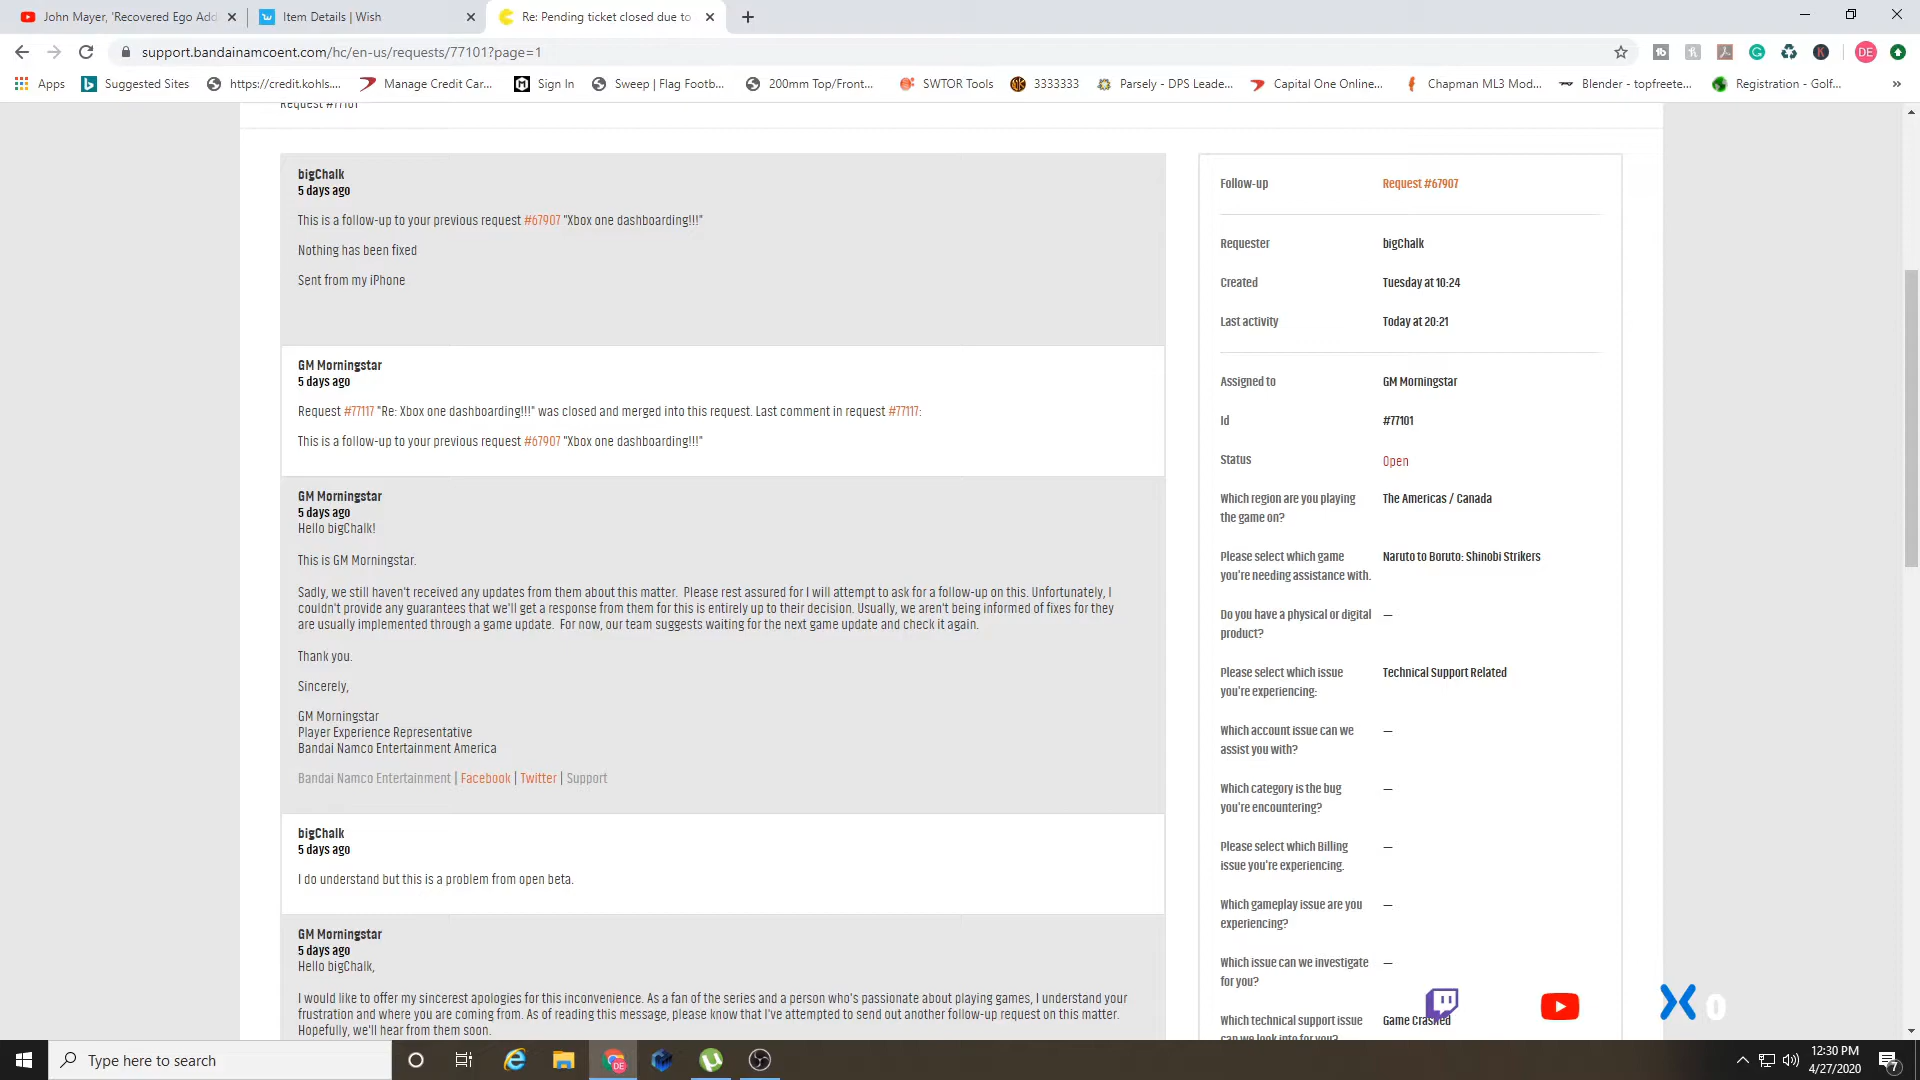 John Mayer, 'Recovered Ego Add
Item Details | Wish
Re: Pending ticket closed due to
support.bandainamcoent.com/hc/en-us/requests/77101?page=1
DE
Apps
Suggested Sites
https://credit.kohls....
Manage Credit Car...
Sign In
Sweep | Flag Footb...
200mm Top/Front...
SWTOR Tools
3333333
Parsely - DPS Leade...
Capital One Online...
Chapman ML3 Mod...
Blender - topfreete...
Registration - Golf...
»
Request #77101
bigChalk
5 days ago
This is a follow-up to your previous request #67907 "Xbox one dashboarding!!!"
Nothing has been fixed
Sent from my iPhone
GM Morningstar
5 days ago
Request #77117 "Re: Xbox one dashboarding!!!" was closed and merged into this request. Last comment in request #77117:
This is a follow-up to your previous request #67907 "Xbox one dashboarding!!!"
GM Morningstar
5 days ago
Hello bigChalk!
This is GM Morningstar.
Sadly, we still haven't received any updates from them about this matter.  Please rest assured for I will attempt to ask for a follow-up on this. Unfortunately, I
couldn't provide any guarantees that we'll get a response from them for this is entirely up to their decision. Usually, we aren't being informed of fixes for they
are usually implemented through a game update.  For now, our team suggests waiting for the next game update and check it again.
Thank you.
Sincerely,
GM Morningstar
Player Experience Representative
Bandai Namco Entertainment America
Bandai Namco Entertainment | Facebook | Twitter | Support
bigChalk
5 days ago
I do understand but this is a problem from open beta.
GM Morningstar
5 days ago
Hello bigChalk,
I would like to offer my sincerest apologies for this inconvenience. As a fan of the series and a person who's passionate about playing games, I understand your
frustration and where you are coming from. As of reading this message, please know that I've attempted to send out another follow-up request on this matter.
Hopefully, we'll hear from them soon.
Follow-up Request #67907
Requester bigChalk
Created Tuesday at 10:24
Last activity Today at 20:21
Assigned to GM Morningstar
Id #77101
Status Open
Which region are you playing The Americas / Canada
the game on?
Please select which game Naruto to Boruto: Shinobi Strikers
you're needing assistance with.
Do you have a physical or digital —
product?
Please select which issue Technical Support Related
you're experiencing:
Which account issue can we —
assist you with?
Which category is the bug —
you're encountering?
Please select which Billing —
issue you're experiencing.
Which gameplay issue are you —
experiencing?
Which issue can we investigate —
for you?
Which technical support issue Game Crashed
can we look into for you?
0
Type here to search
DE
12:30 PM
4/27/2020
7